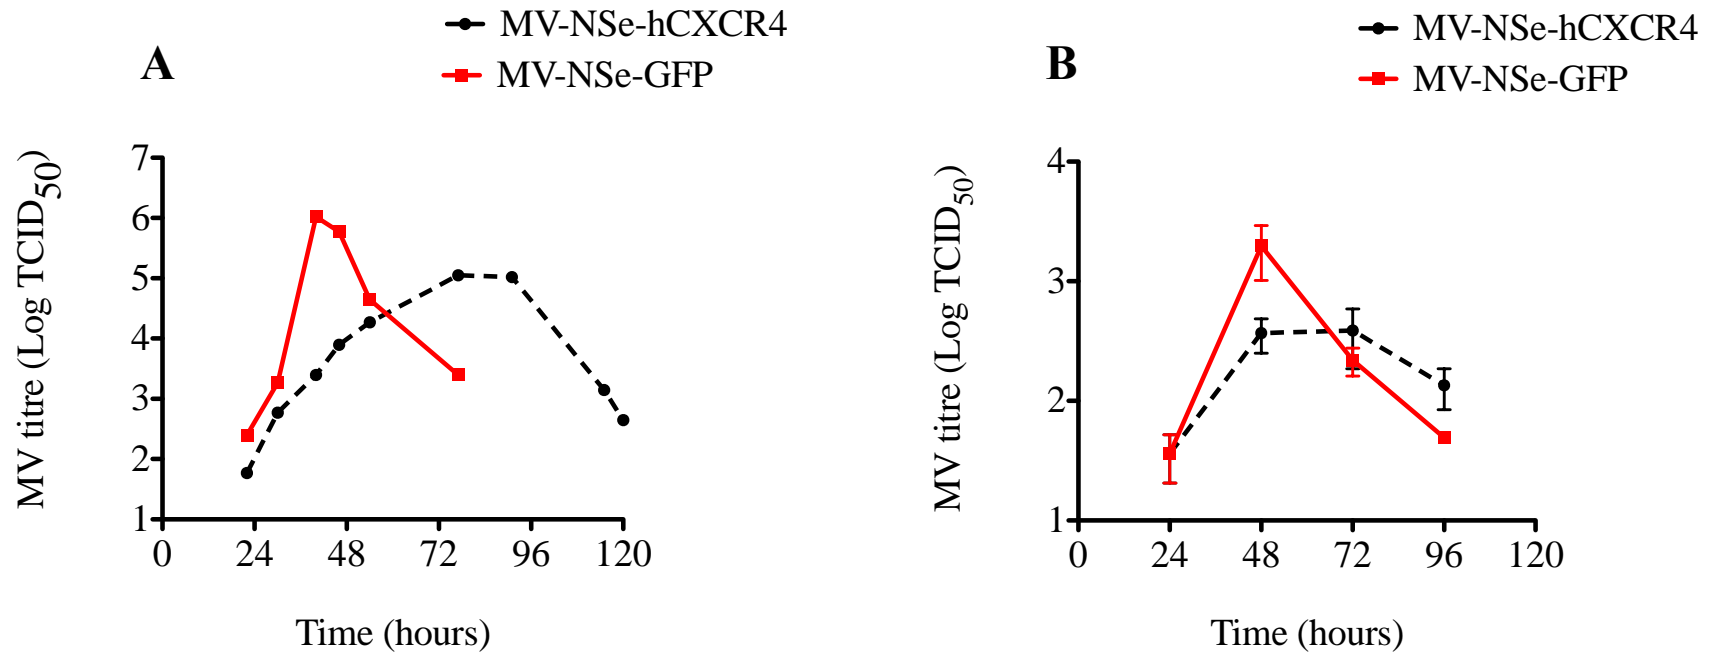 A
MV-NSe-hCXCR4
MV-NSe-GFP
MV titre (Log TCID50)
7
6
5
4
3
2
1
0 24 48 72 96 120
Time (hours)
B
MV-NSe-hCXCR4
MV-NSe-GFP
MV titre (Log TCID50)
4
3
2
1
0 24 48 72 96 120
Time (hours)